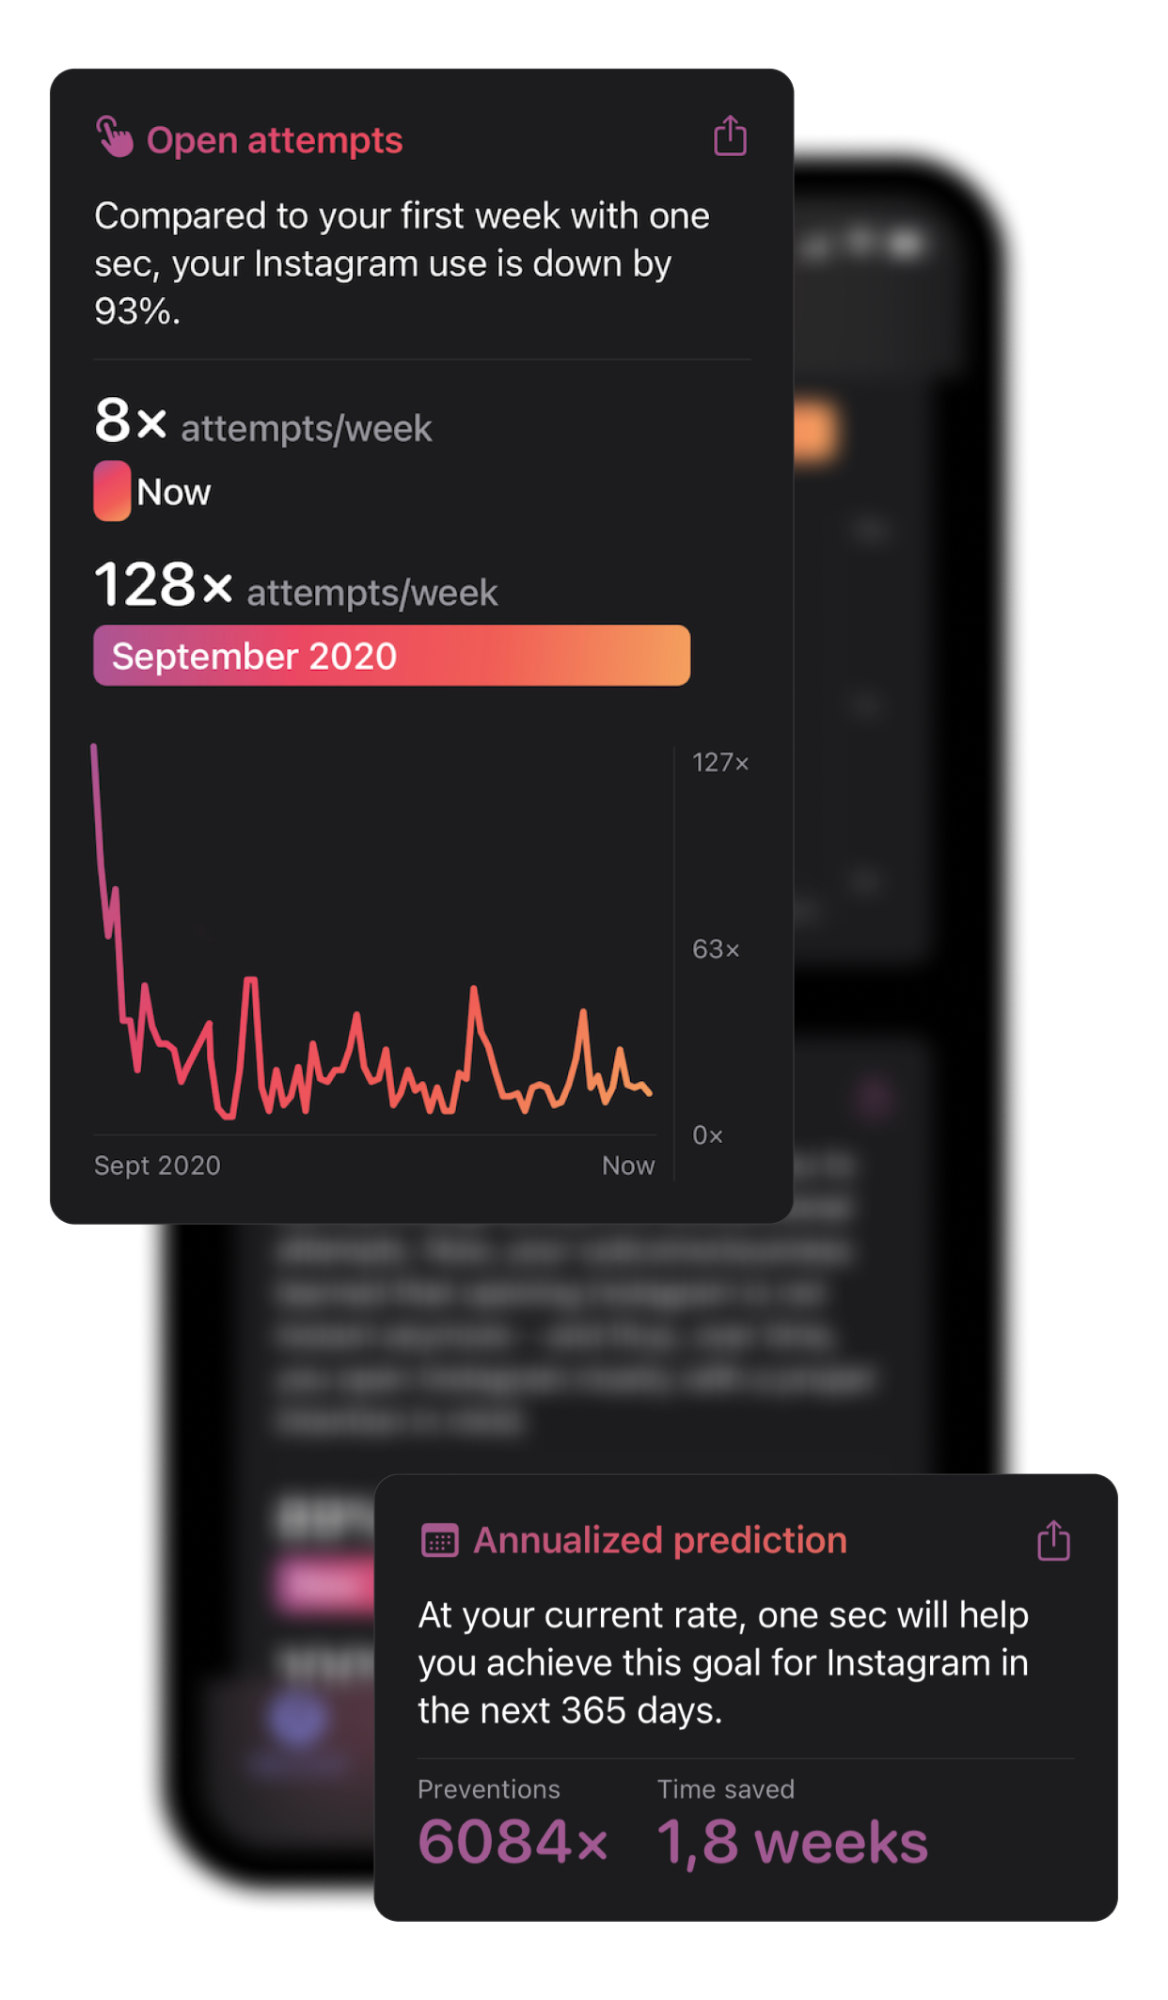 Open attempts
Compared to your first week with one
sec, your Instagram use is down by
93%.
8× attempts/week
Now
128× attempts/week
September 2020
127×
63×
0×
Sept 2020
Now
Annualized prediction
At your current rate, one sec will help
you achieve this goal for Instagram in
the next 365 days.
Preventions
Time saved
6084×
1,8 weeks